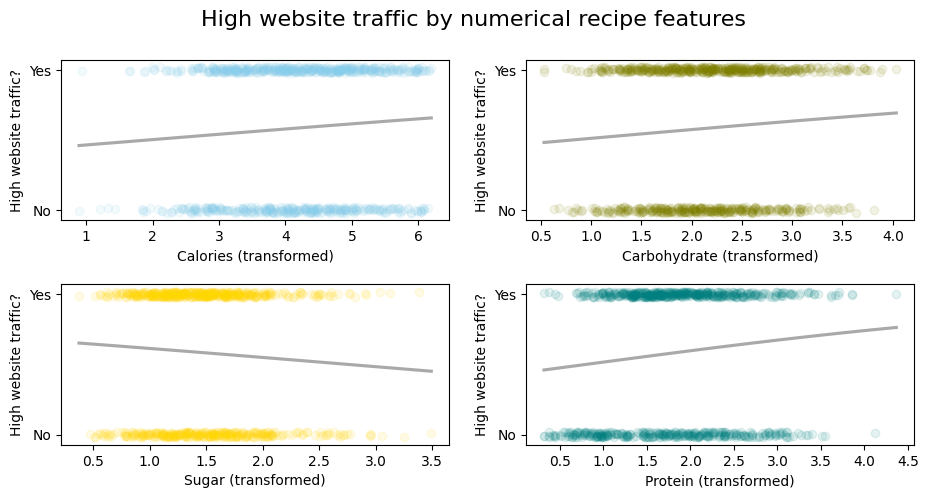 High website traffic by numerical recipe features
High website traffic?
Yes
No
1 2 3 4 5 6
Calories (transformed)
High website traffic?
Yes
No
0.5 1.0 1.5 2.0 2.5 3.0 3.5 4.0
Carbohydrate (transformed)
High website traffic?
Yes
No
0.5 1.0 1.5 2.0 2.5 3.0 3.5
Sugar (transformed)
High website traffic?
Yes
No
0.5 1.0 1.5 2.0 2.5 3.0 3.5 4.0 4.5
Protein (transformed)